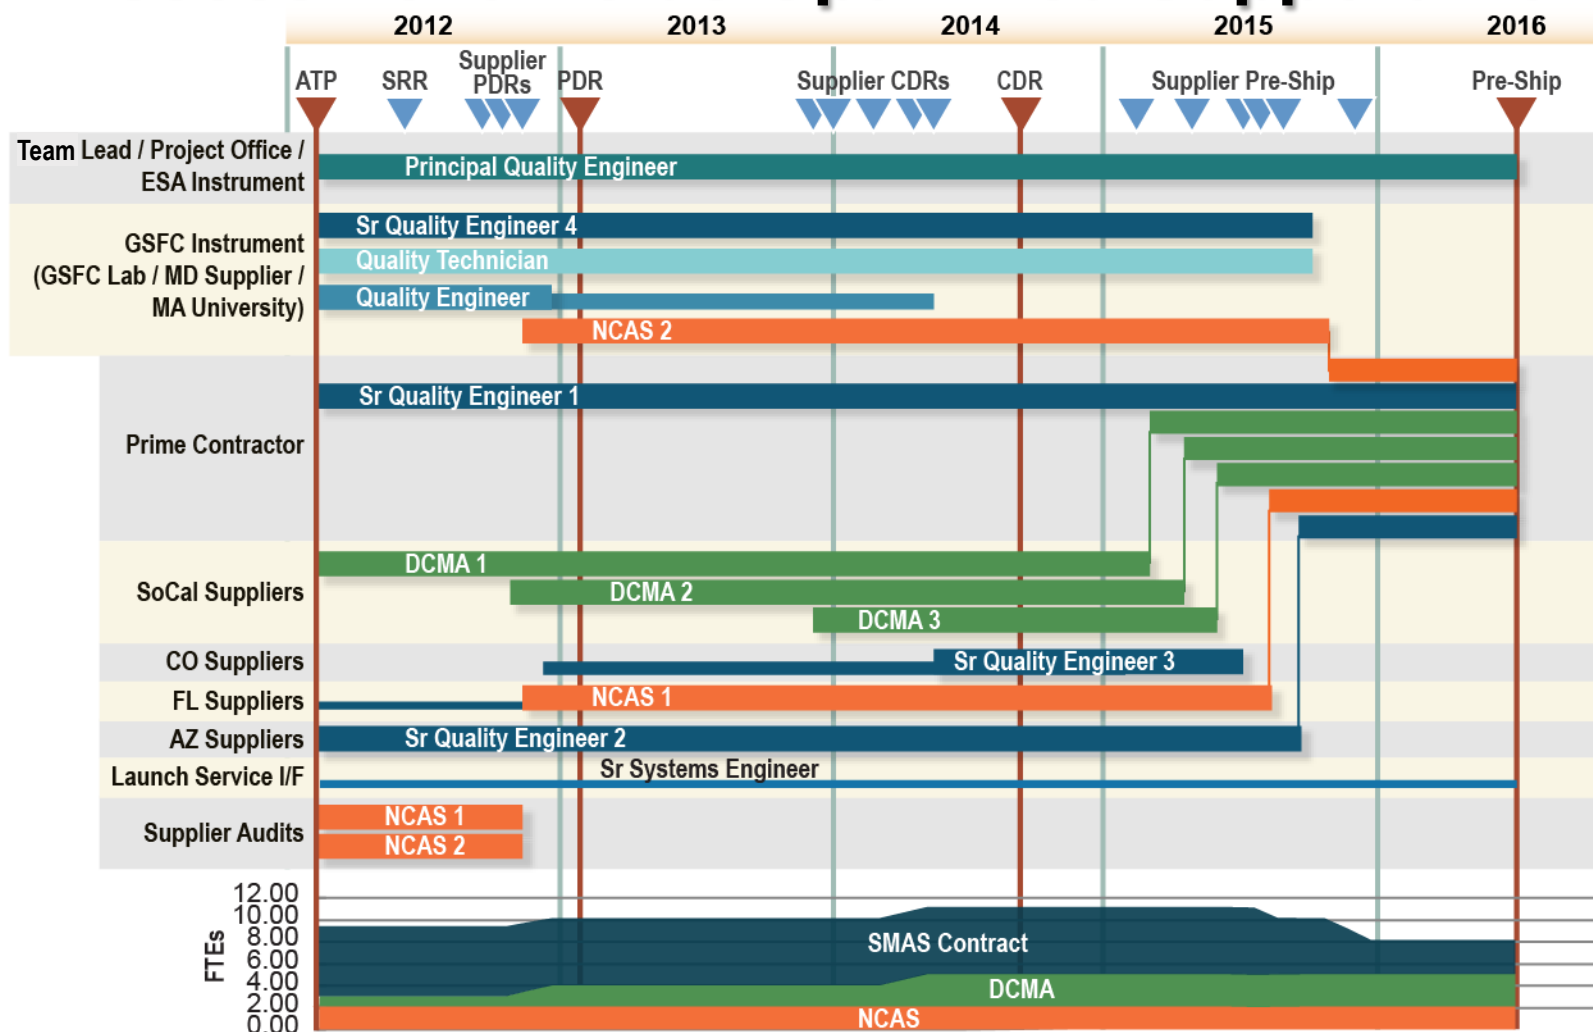 2012 2013 2014 2015 2016
ATP SRR Supplier PDRs PDR Supplier CDRs CDR Supplier Pre-Ship Pre-Ship
Team Lead / Project Office /
ESA Instrument
Principal Quality Engineer
GSFC Instrument
(GSFC Lab / MD Supplier /
MA University)
Sr Quality Engineer 4
Quality Technician
Quality Engineer
NCAS 2
Prime Contractor
Sr Quality Engineer 1
SoCal Suppliers
DCMA 1
DCMA 2
DCMA 3
CO Suppliers
Sr Quality Engineer 3
FL Suppliers
NCAS 1
AZ Suppliers
Sr Quality Engineer 2
Launch Service I/F
Sr Systems Engineer
Supplier Audits
NCAS 1
NCAS 2
FTEs
12.00
10.00
8.00
6.00
4.00
2.00
0.00
SMAS Contract
DCMA
NCAS